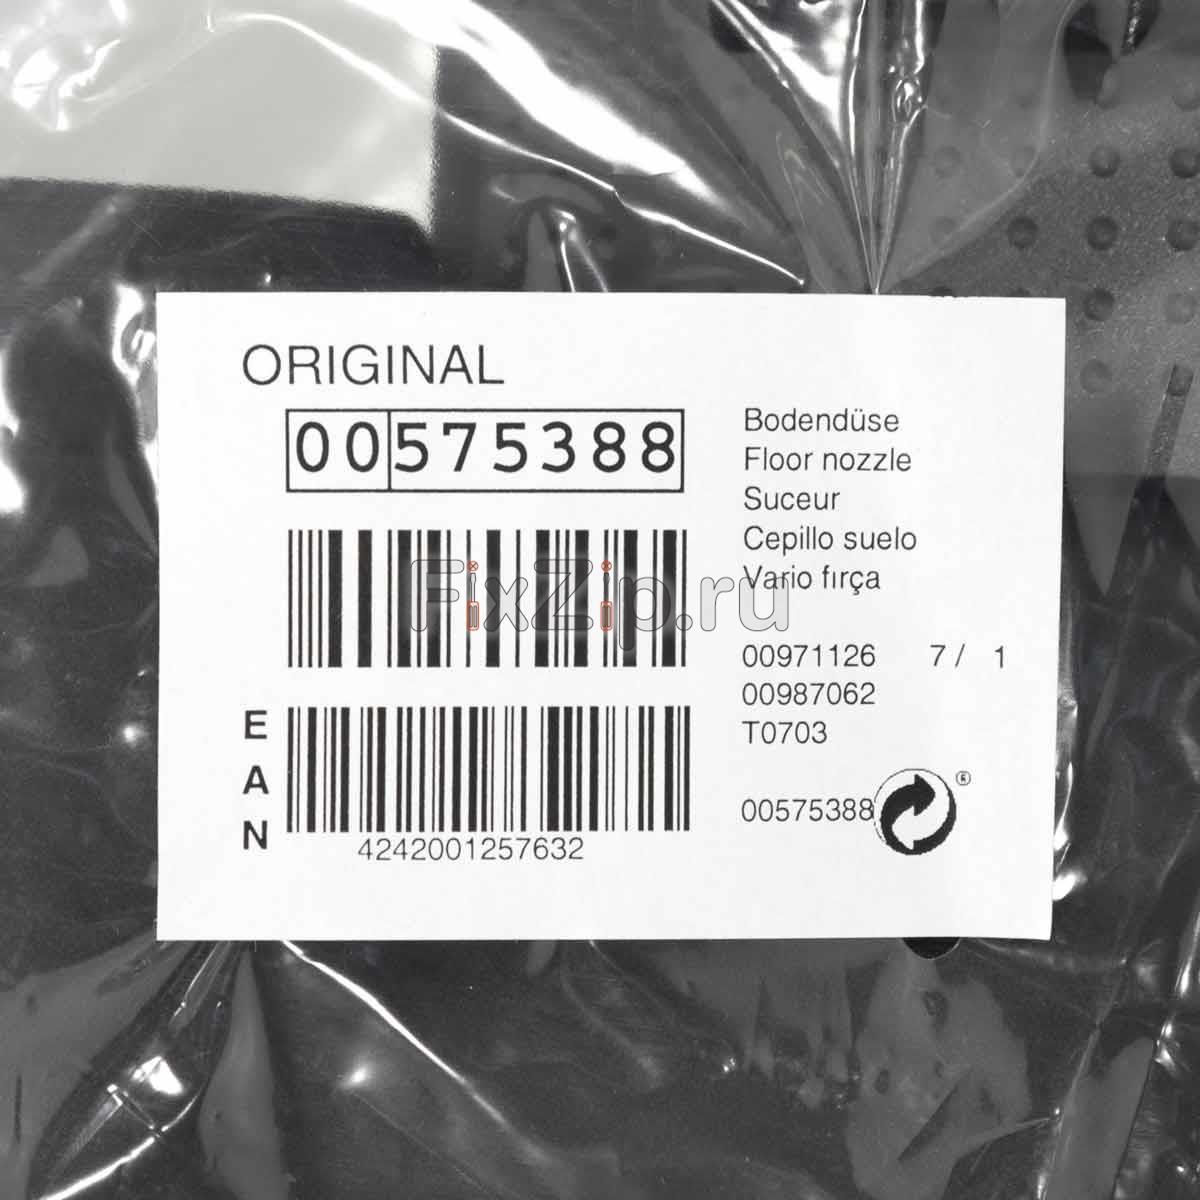 ORIGINAL
00575388
Bodendüse
Floor nozzle
Suceur
Cepillo suelo
Vario fırça
FixZip.ru
00971126 7/ 1
00987062
T0703
00575388
EAN
4242001257632